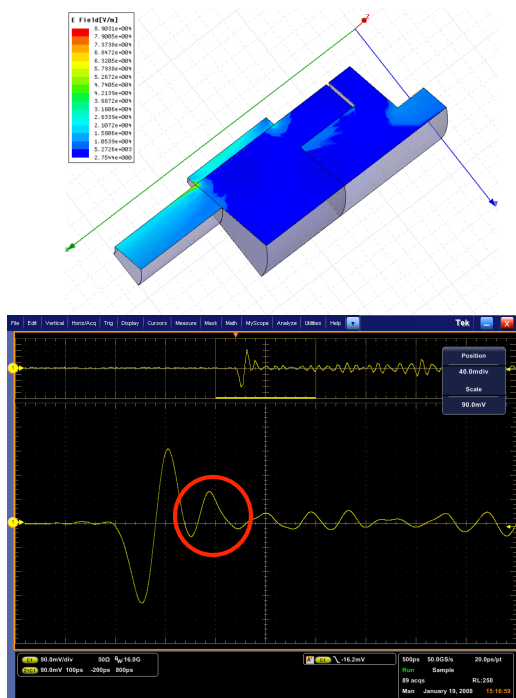 E Field[V/m]
8.9031e+004
7.9005e+004
7.3738e+004
6.8472e+004
6.3205e+004
5.7938e+004
5.2672e+004
4.7405e+004
4.2139e+004
3.6872e+004
3.1606e+004
2.6339e+004
2.1072e+004
1.5806e+004
1.0539e+004
5.2726e+003
2.7544e+000
File Edit Vertical Horiz/Acq Trig Display Cursors Measure Mask Math MyScope Analyze Utilities Help Tek X
Position
40.0mdiv
Scale
90.0mV
1
1
C1 90.0mV/div 50Ω BW:16.0G
Z1C1 90.0mV 100ps -200ps 800ps
A' C1 -16.2mV
500ps 50.0GS/s 20.0ps/pt
Run Sample
89 acqs RL:250
Man January 19, 2008 15:16:59